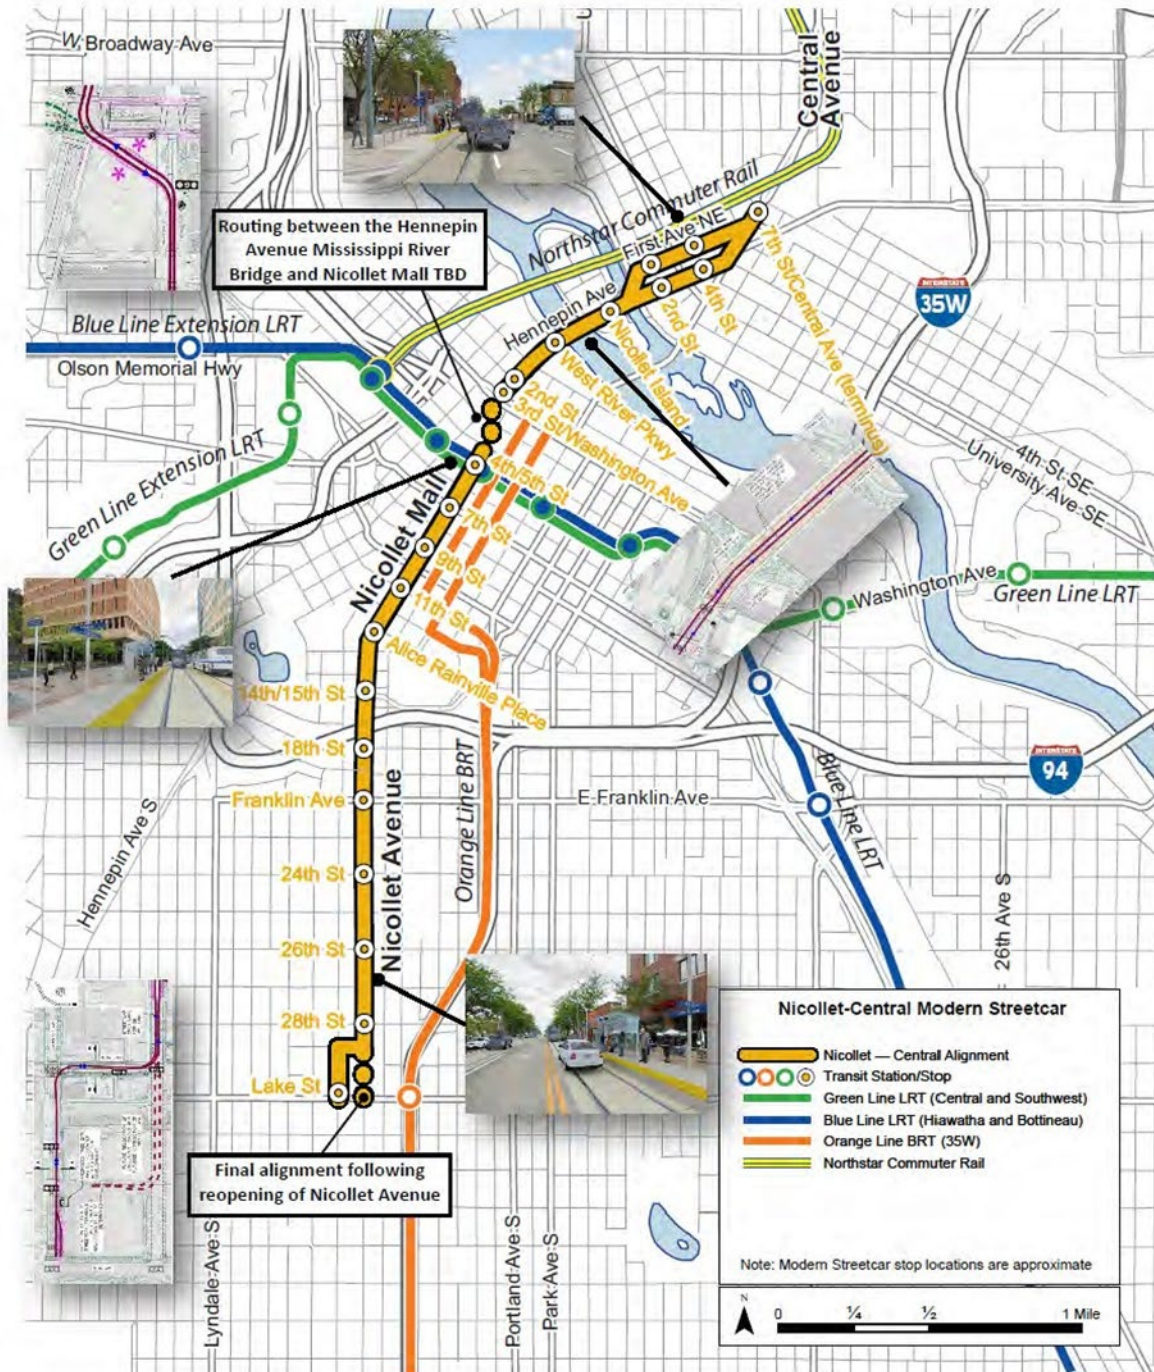 W Broadway Ave
Central
Avenue
Routing between the Hennepin
Avenue Mississippi River
Bridge and Nicollet Mall TBD
Northstar Commuter Rail
First Ave NE
7th St/Central Ave (terminus)
INTERSTATE
35W
Blue Line Extension LRT
Olson Memorial Hwy
Hennepin Ave
4th St
2nd St
Nicollet Island
West River Pkwy
2nd St
3rd St/Washington Ave
4th/5th St
Green Line Extension LRT
4th St SE
University Ave SE
Nicollet Mall
7th St
9th St
11th St
Washington Ave
Green Line LRT
Alice Rainville Place
14th/15th St
18th St
INTERSTATE
94
Franklin Ave
E Franklin Ave
Nicollet Avenue
Orange Line BRT
Blue Line LRT
Hennepin Ave S
24th St
26th St
26th Ave S
28th St
Lake St
Final alignment following
reopening of Nicollet Avenue
Lyndale Ave S
Portland Ave S
Park Ave S
Nicollet-Central Modern Streetcar
Nicollet — Central Alignment
Transit Station/Stop
Green Line LRT (Central and Southwest)
Blue Line LRT (Hiawatha and Bottineau)
Orange Line BRT (35W)
Northstar Commuter Rail
Note: Modern Streetcar stop locations are approximate
N
0 ¼ ½ 1 Mile